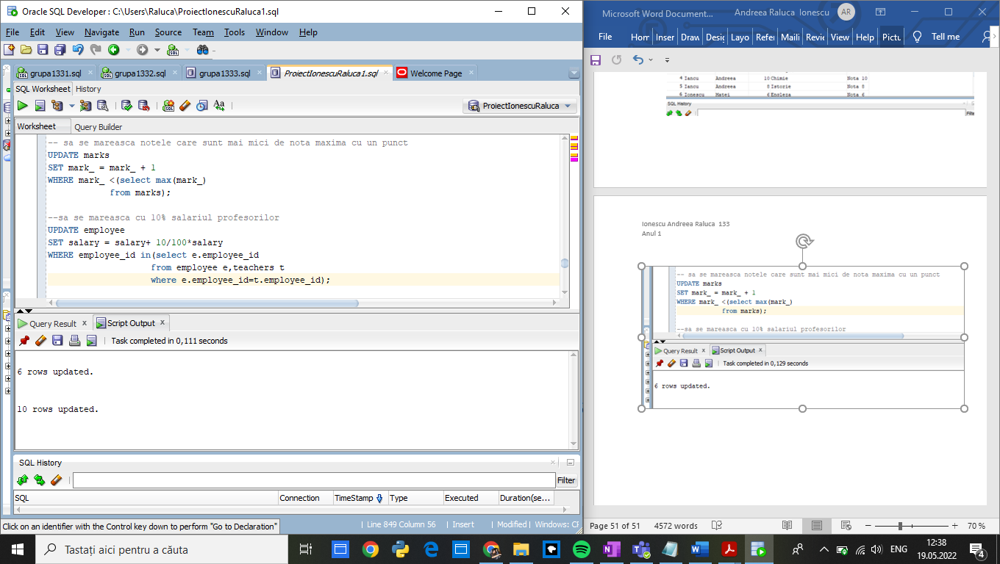 Oracle SQL Developer : C:\Users\Raluca\ProiectIonescuRaluca1.sql
File Edit View Navigate Run Source Team Tools Window Help
grupa1331.sql grupa1332.sql grupa1333.sql ProiectIonescuRaluca1.sql Welcome Page
SQL Worksheet History
ProiectIonescuRaluca
Worksheet Query Builder
-- sa se mareasca notele care sunt mai mici de nota maxima cu un punct
UPDATE marks
SET mark_ = mark_ + 1
WHERE mark_ <(select max(mark_)
from marks);
--sa se mareasca cu 10% salariul profesorilor
UPDATE employee
SET salary = salary+ 10/100*salary
WHERE employee_id in(select e.employee_id
from employee e,teachers t
where e.employee_id=t.employee_id);
Query Result x Script Output x
Task completed in 0,111 seconds
6 rows updated.
10 rows updated.
SQL History
Filter
SQL Connection TimeStamp Type Executed Duration(se...
Click on an identifier with the Control key down to perform "Go to Declaration"
Line 849 Column 56 Insert Modified Windows: CF
Microsoft Word Document... Andreea Raluca Ionescu AR
File Hom Inser Draw Desig Layo Refer Maili Revie View Help Pictu Tell me
4 Iancu Andreea 10 Chimie Nota 10
5 Iancu Andreea 8 Istorie Nota 8
6 Ionescu Matei 6 Engleza Nota 6
SQL History
Filte
Ionescu Andreea Raluca 133
Anul 1
-- sa se mareasca notele care sunt mai mici de nota maxima cu un punct
UPDATE marks
SET mark_ = mark_ + 1
WHERE mark_ <(select max(mark_)
from marks);
--sa se mareasca cu 10% salariul profesorilor
Query Result x Script Output x
Task completed in 0,129 seconds
6 rows updated.
Page 51 of 51 4572 words 70 %
Tastați aici pentru a căuta
ENG 12:38
19.05.2022
4